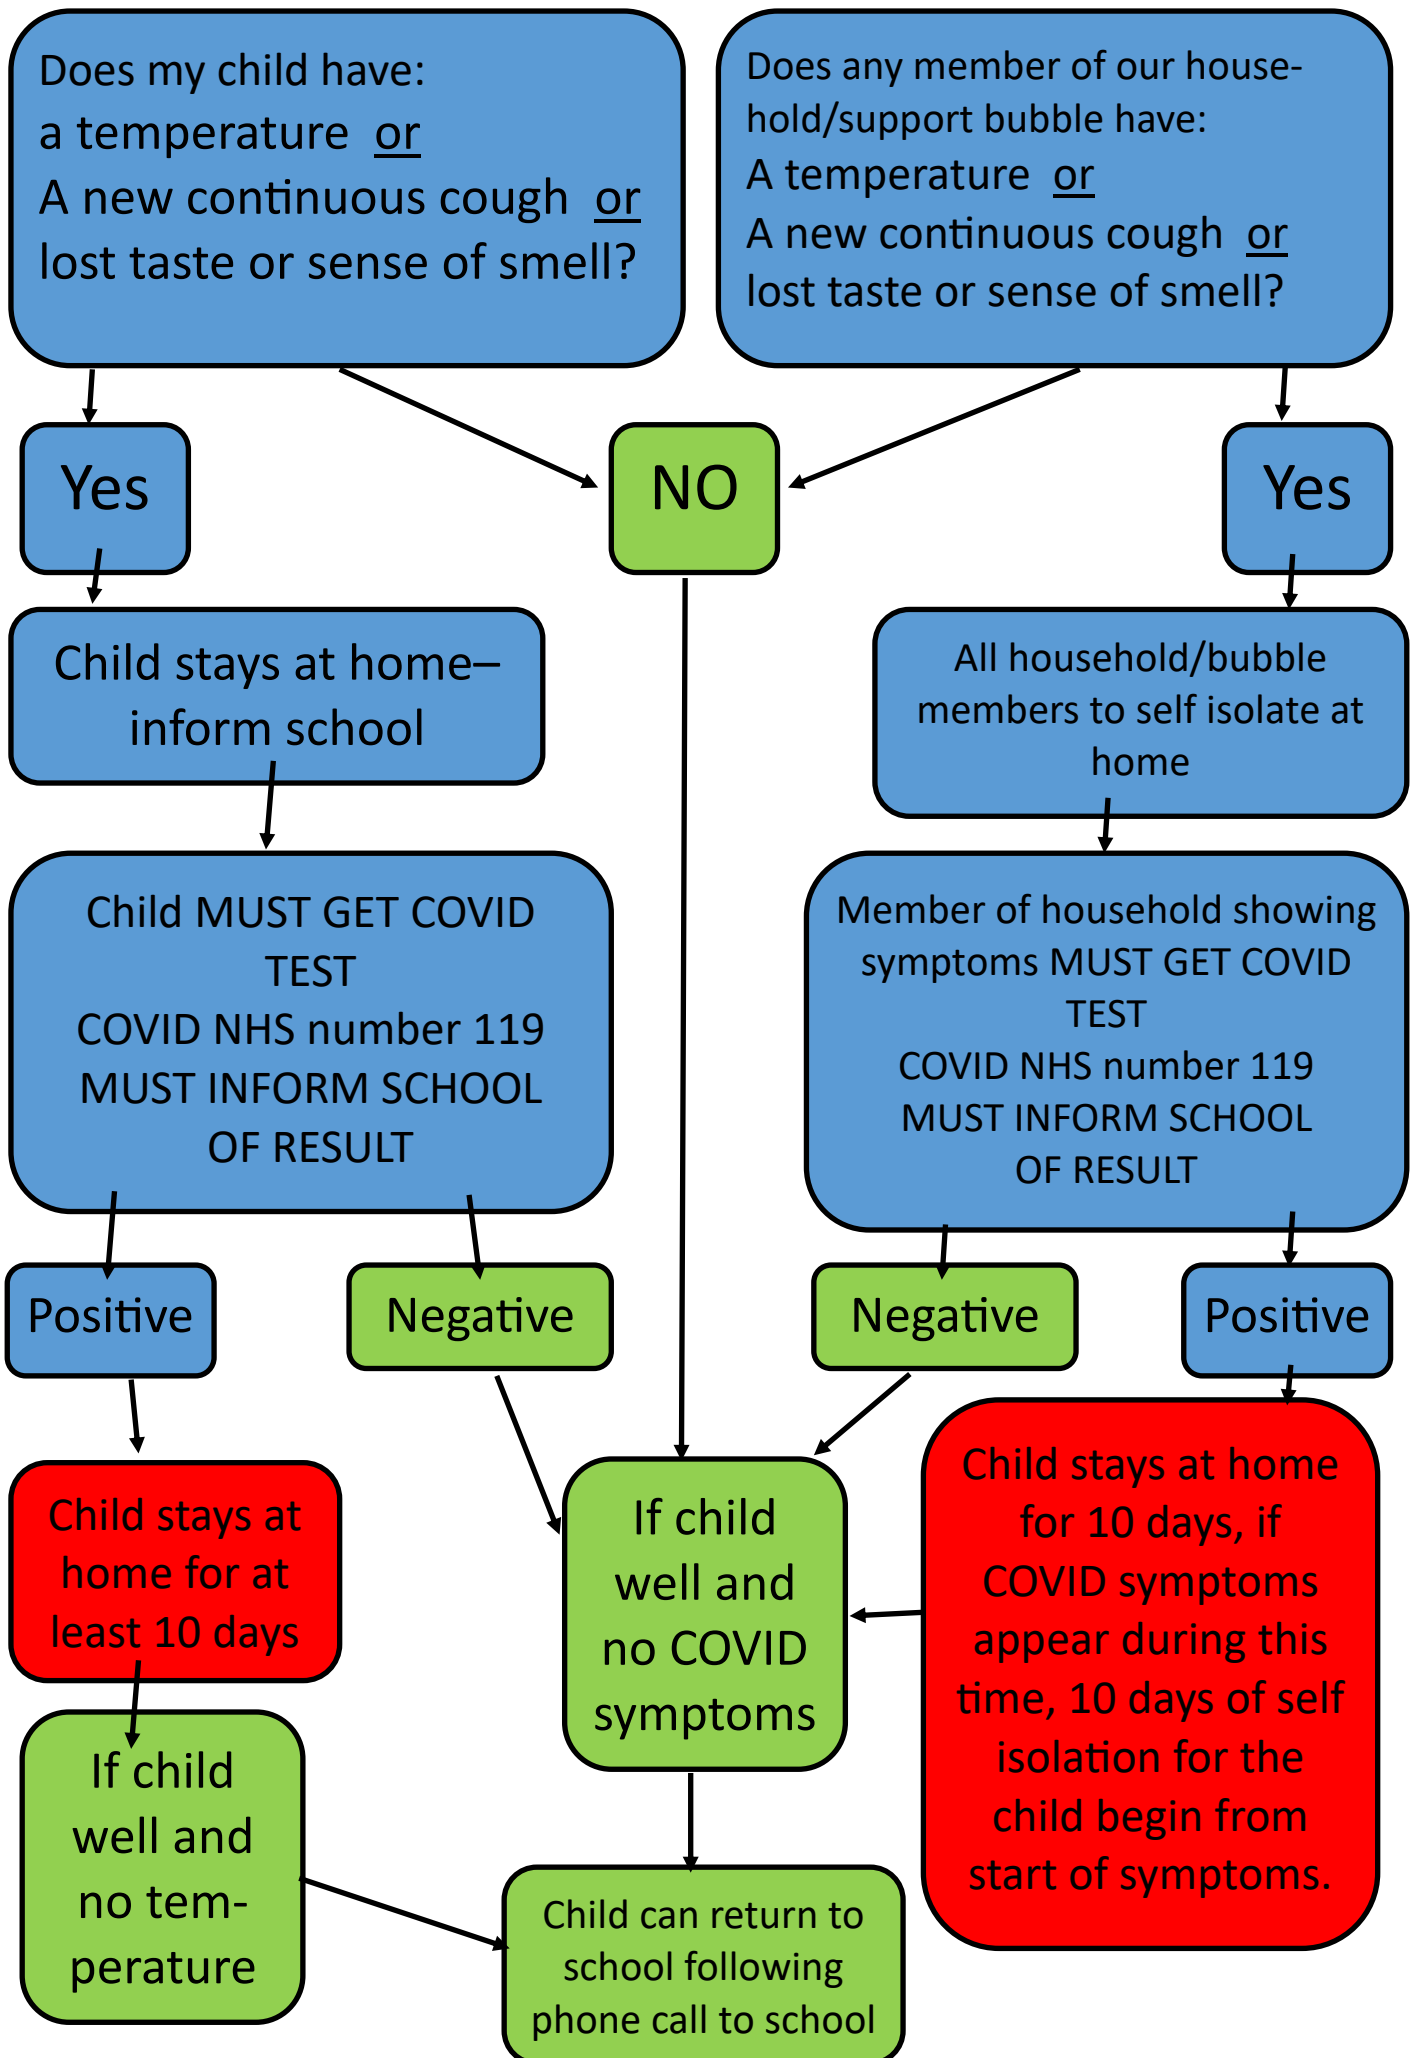 Does my child have:
a temperature or
A new continuous cough or
lost taste or sense of smell?
Does any member of our house-
hold/support bubble have:
A temperature or
A new continuous cough or
lost taste or sense of smell?
Yes
NO
Yes
Child stays at home–
inform school
All household/bubble
members to self isolate at
home
Child MUST GET COVID
TEST
COVID NHS number 119
MUST INFORM SCHOOL
OF RESULT
Member of household showing
symptoms MUST GET COVID
TEST
COVID NHS number 119
MUST INFORM SCHOOL
OF RESULT
Positive
Negative
Negative
Positive
Child stays at
home for at
least 10 days
If child
well and
no COVID
symptoms
Child stays at home
for 10 days, if
COVID symptoms
appear during this
time, 10 days of self
isolation for the
child begin from
start of symptoms.
If child
well and
no tem-
perature
Child can return to
school following
phone call to school